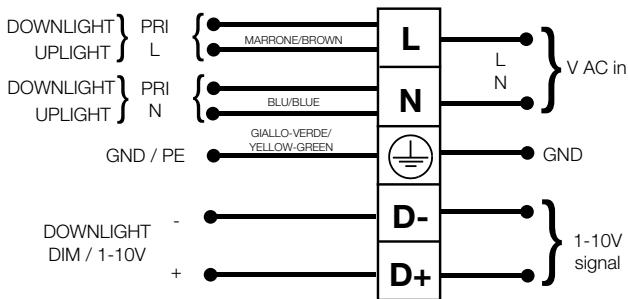 DOWNLIGHT } PRI {
UPLIGHT } L {
MARRONE/BROWN
L
L
N
} V AC in
DOWNLIGHT } PRI {
UPLIGHT } N {
BLU/BLUE
N
GIALLO-VERDE/
YELLOW-GREEN
GND / PE
GND
DOWNLIGHT
DIM / 1-10V
-
+
D-
D+
} 1-10V
signal